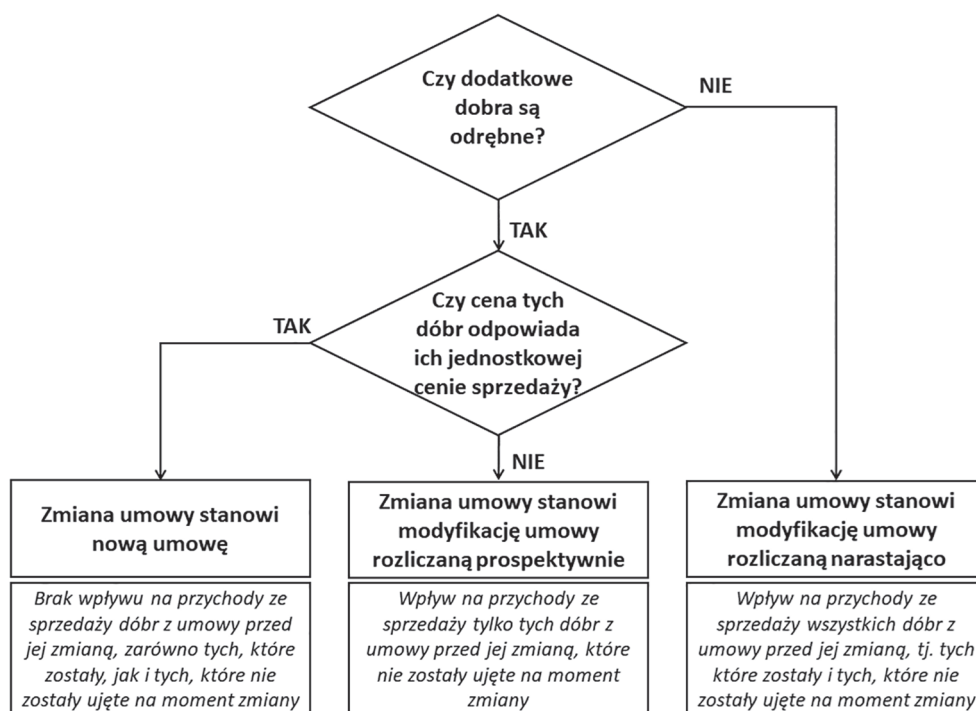 Czy dodatkowe
dobra są
odrębne?
NIE
TAK
Czy cena tych
dóbr odpowiada
ich jednostkowej
cenie sprzedaży?
TAK
NIE
Zmiana umowy stanowi
nową umowę
Brak wpływu na przychody ze
sprzedaży dóbr z umowy przed
jej zmianą, zarówno tych, które
zostały, jak i tych, które nie
zostały ujęte na moment zmiany
Zmiana umowy stanowi
modyfikację umowy
rozliczaną prospektywnie
Wpływ na przychody ze
sprzedaży tylko tych dóbr z
umowy przed jej zmianą, które
nie zostały ujęte na moment
zmiany
Zmiana umowy stanowi
modyfikację umowy
rozliczaną narastająco
Wpływ na przychody ze
sprzedaży wszystkich dóbr z
umowy przed jej zmianą, tj. tych
które zostały i tych, które nie
zostały ujęte na moment zmiany